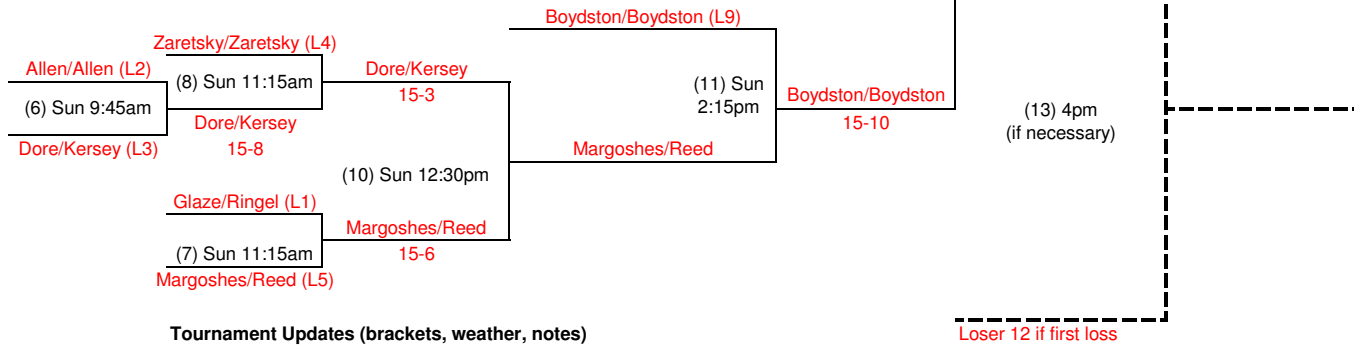 Boydston/Boydston (L9)
Zaretsky/Zaretsky (L4)
Allen/Allen (L2)
(8) Sun 11:15am
Dore/Kersey
(11) Sun
2:15pm
(6) Sun 9:45am
15-3
Boydston/Boydston
15-10
(13) 4pm
(if necessary)
Dore/Kersey
Dore/Kersey (L3)
15-8
Margoshes/Reed
(10) Sun 12:30pm
Glaze/Ringel (L1)
Margoshes/Reed
(7) Sun 11:15am
15-6
Margoshes/Reed (L5)
Tournament Updates (brackets, weather, notes)
Loser 12 if first loss